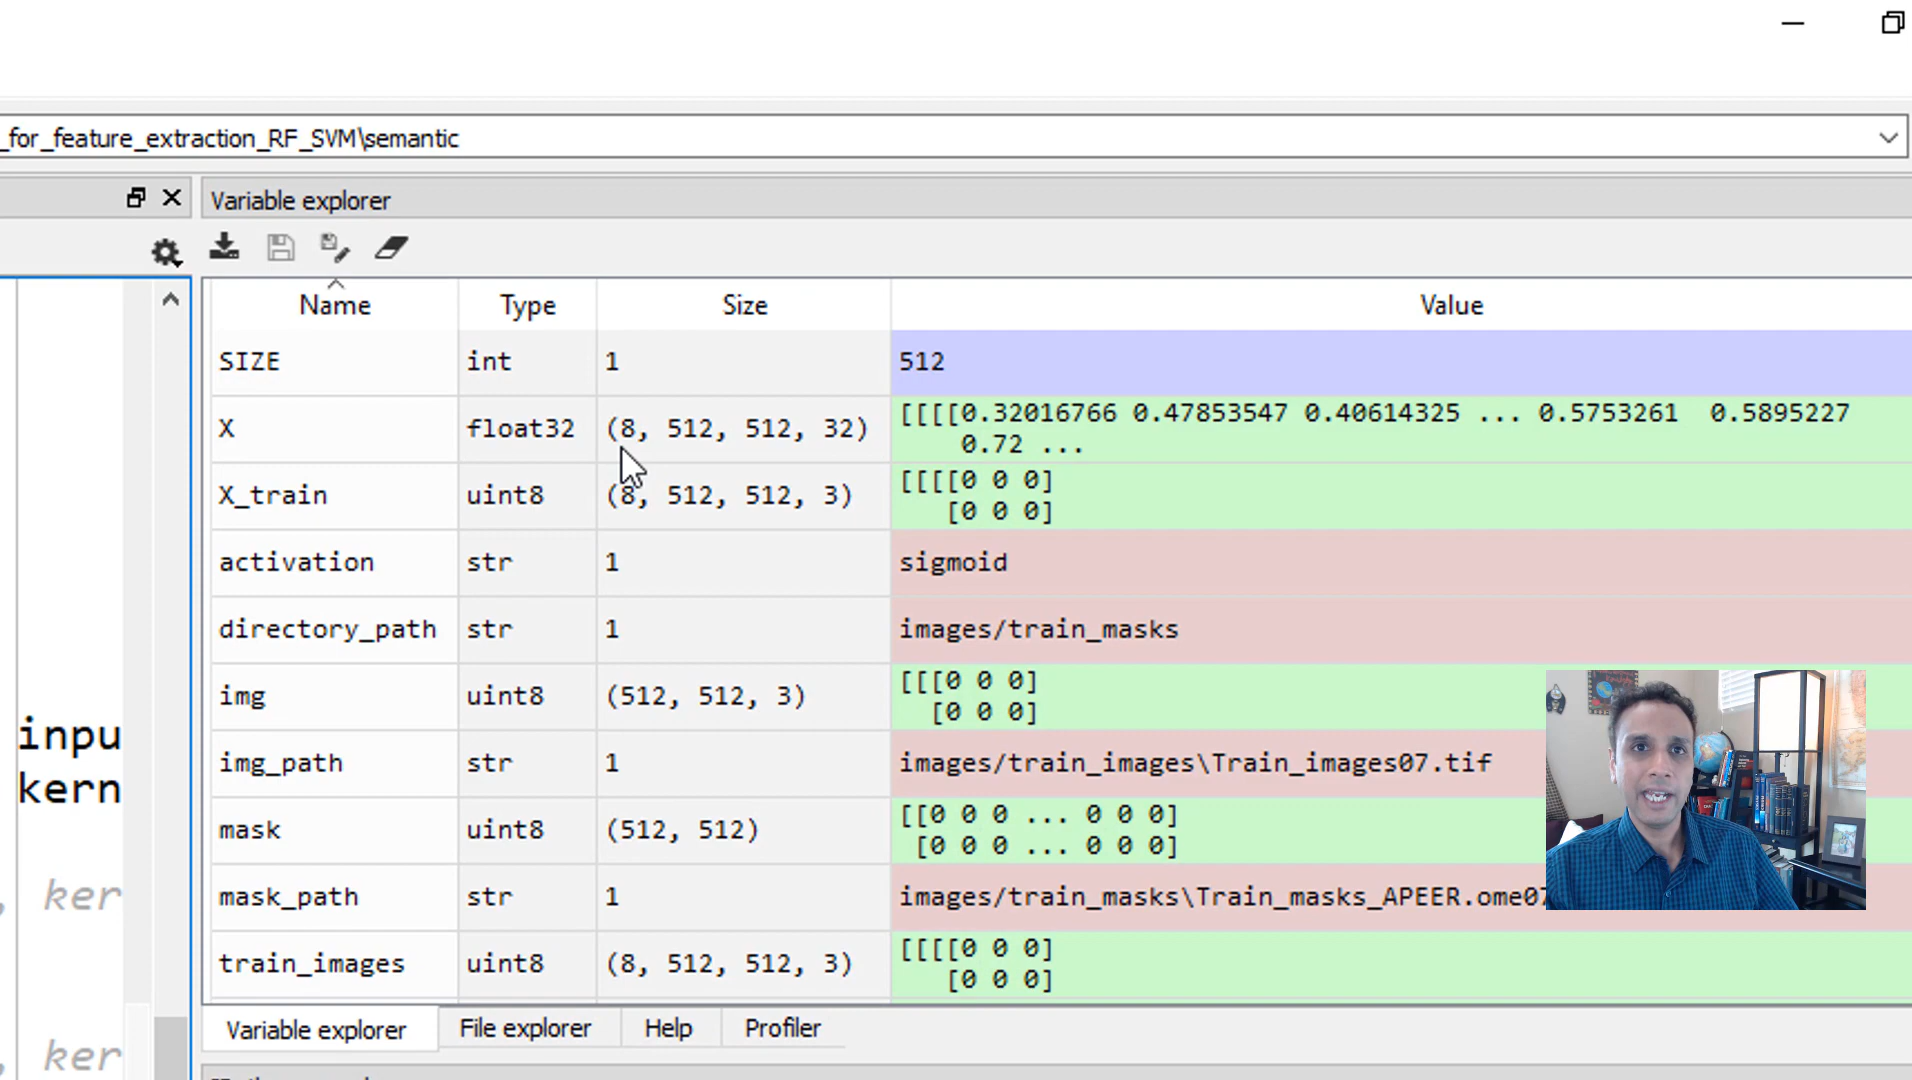 _for_feature_extraction_RF_SVM\semantic
Variable explorer
Name Type Size Value
SIZE int 1 512
X float32 (8, 512, 512, 32) [[[[0.32016766 0.47853547 0.40614325 ... 0.5753261 0.5895227
0.72 ...
X_train uint8 (8, 512, 512, 3) [[[[0 0 0]
[0 0 0]
activation str 1 sigmoid
directory_path str 1 images/train_masks
img uint8 (512, 512, 3) [[[0 0 0]
[0 0 0]
inpu
img_path str 1 images/train_images\Train_images07.tif
kern
mask uint8 (512, 512) [[0 0 0 ... 0 0 0]
[0 0 0 ... 0 0 0]
, ker
mask_path str 1 images/train_masks\Train_masks_APEER.ome07
train_images uint8 (8, 512, 512, 3) [[[[0 0 0]
[0 0 0]
Variable explorer File explorer Help Profiler
, ker